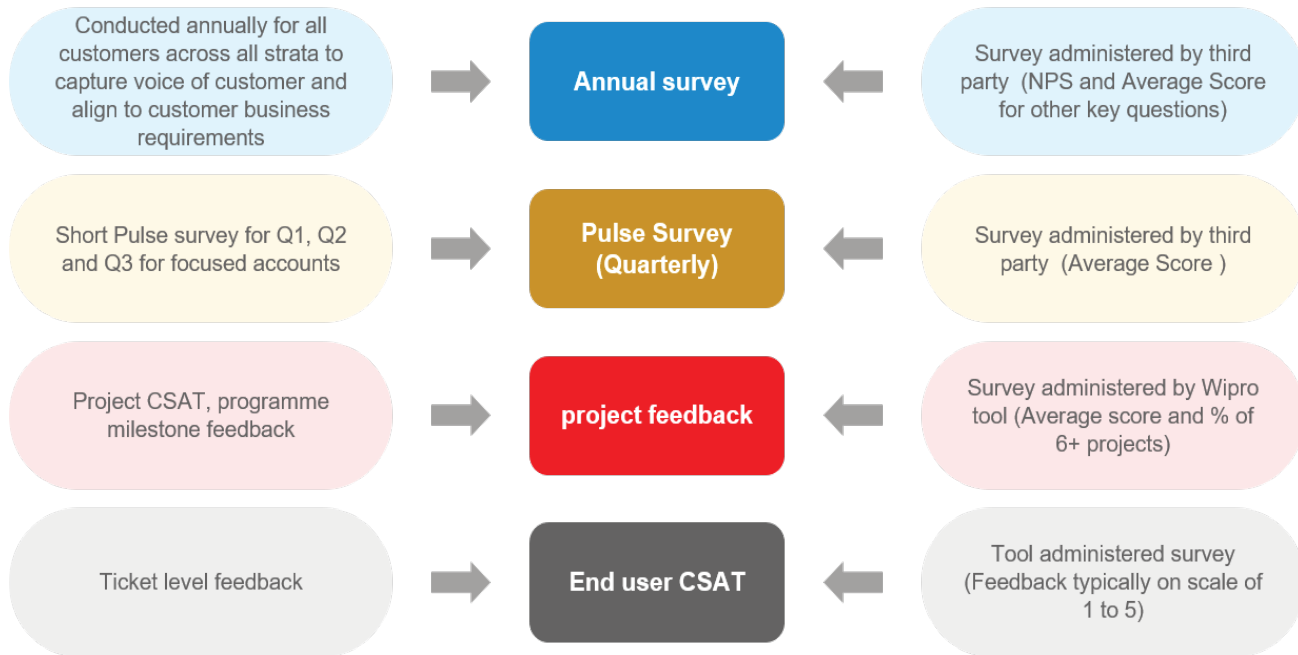 Conducted annually for all
customers across all strata to
capture voice of customer and
align to customer business
requirements
Annual survey
Survey administered by third
party (NPS and Average Score
for other key questions)
Short Pulse survey for Q1, Q2
and Q3 for focused accounts
Pulse Survey
(Quarterly)
Survey administered by third
party (Average Score )
Project CSAT, programme
milestone feedback
project feedback
Survey administered by Wipro
tool (Average score and % of
6+ projects)
Ticket level feedback
End user CSAT
Tool administered survey
(Feedback typically on scale of
1 to 5)